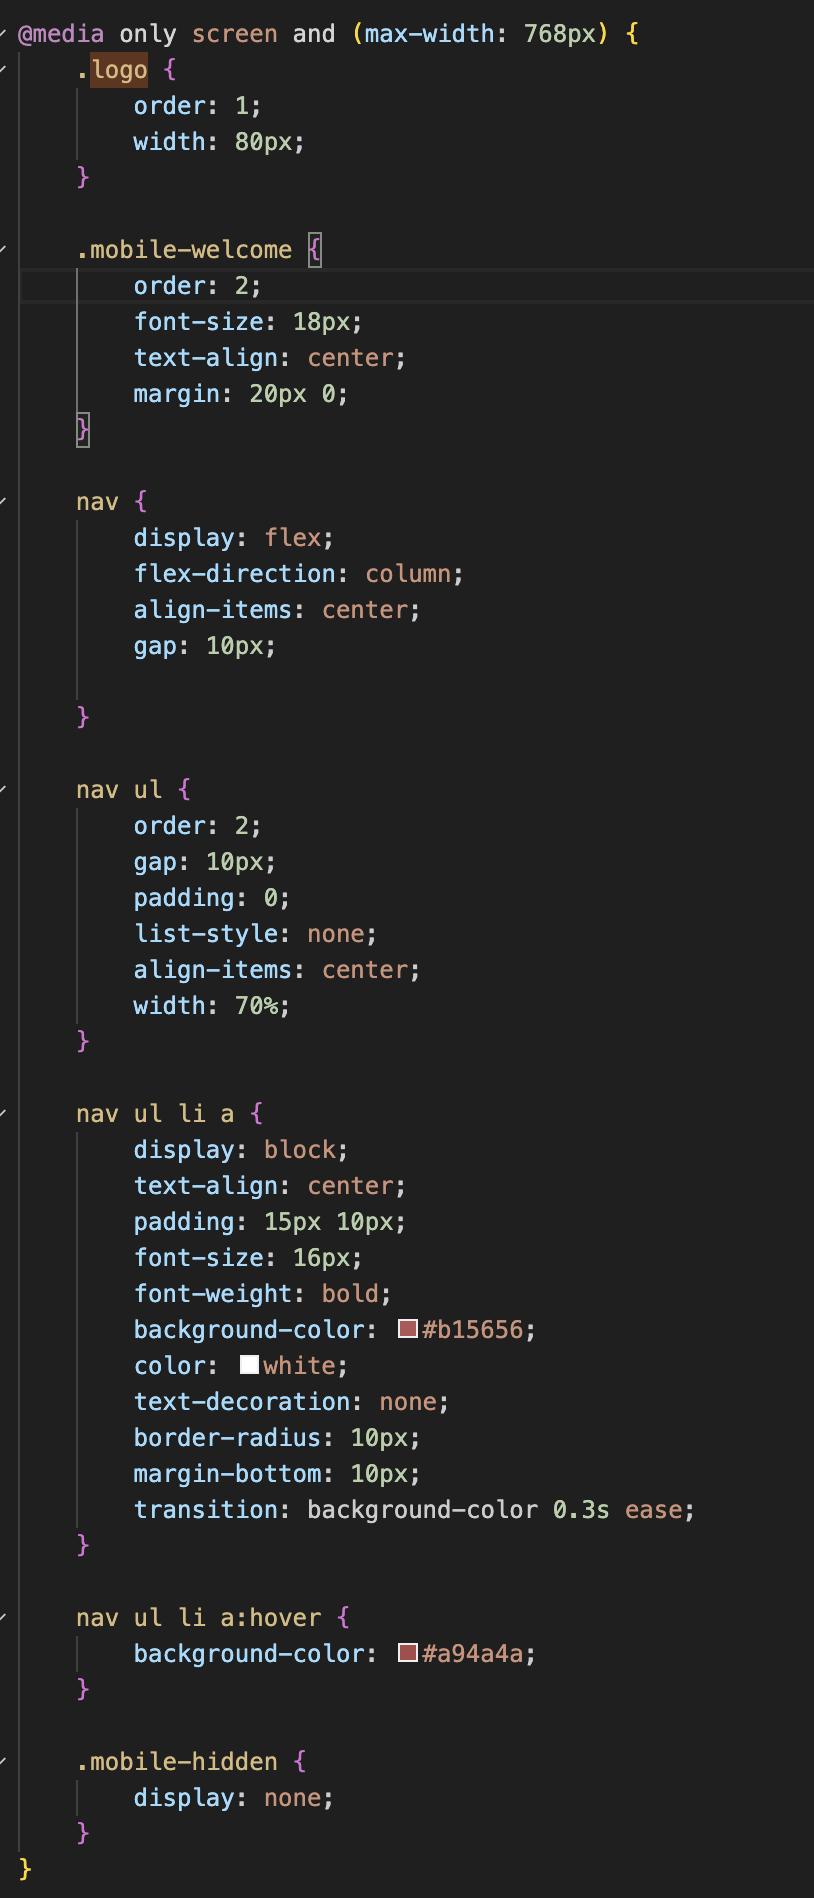 @media only screen and (max-width: 768px) {
    .logo {
        order: 1;
        width: 80px;
    }

    .mobile-welcome {
        order: 2;
        font-size: 18px;
        text-align: center;
        margin: 20px 0;
    }

    nav {
        display: flex;
        flex-direction: column;
        align-items: center;
        gap: 10px;

    }

    nav ul {
        order: 2;
        gap: 10px;
        padding: 0;
        list-style: none;
        align-items: center;
        width: 70%;
    }

    nav ul li a {
        display: block;
        text-align: center;
        padding: 15px 10px;
        font-size: 16px;
        font-weight: bold;
        background-color: #b15656;
        color: white;
        text-decoration: none;
        border-radius: 10px;
        margin-bottom: 10px;
        transition: background-color 0.3s ease;
    }

    nav ul li a:hover {
        background-color: #a94a4a;
    }

    .mobile-hidden {
        display: none;
    }
}